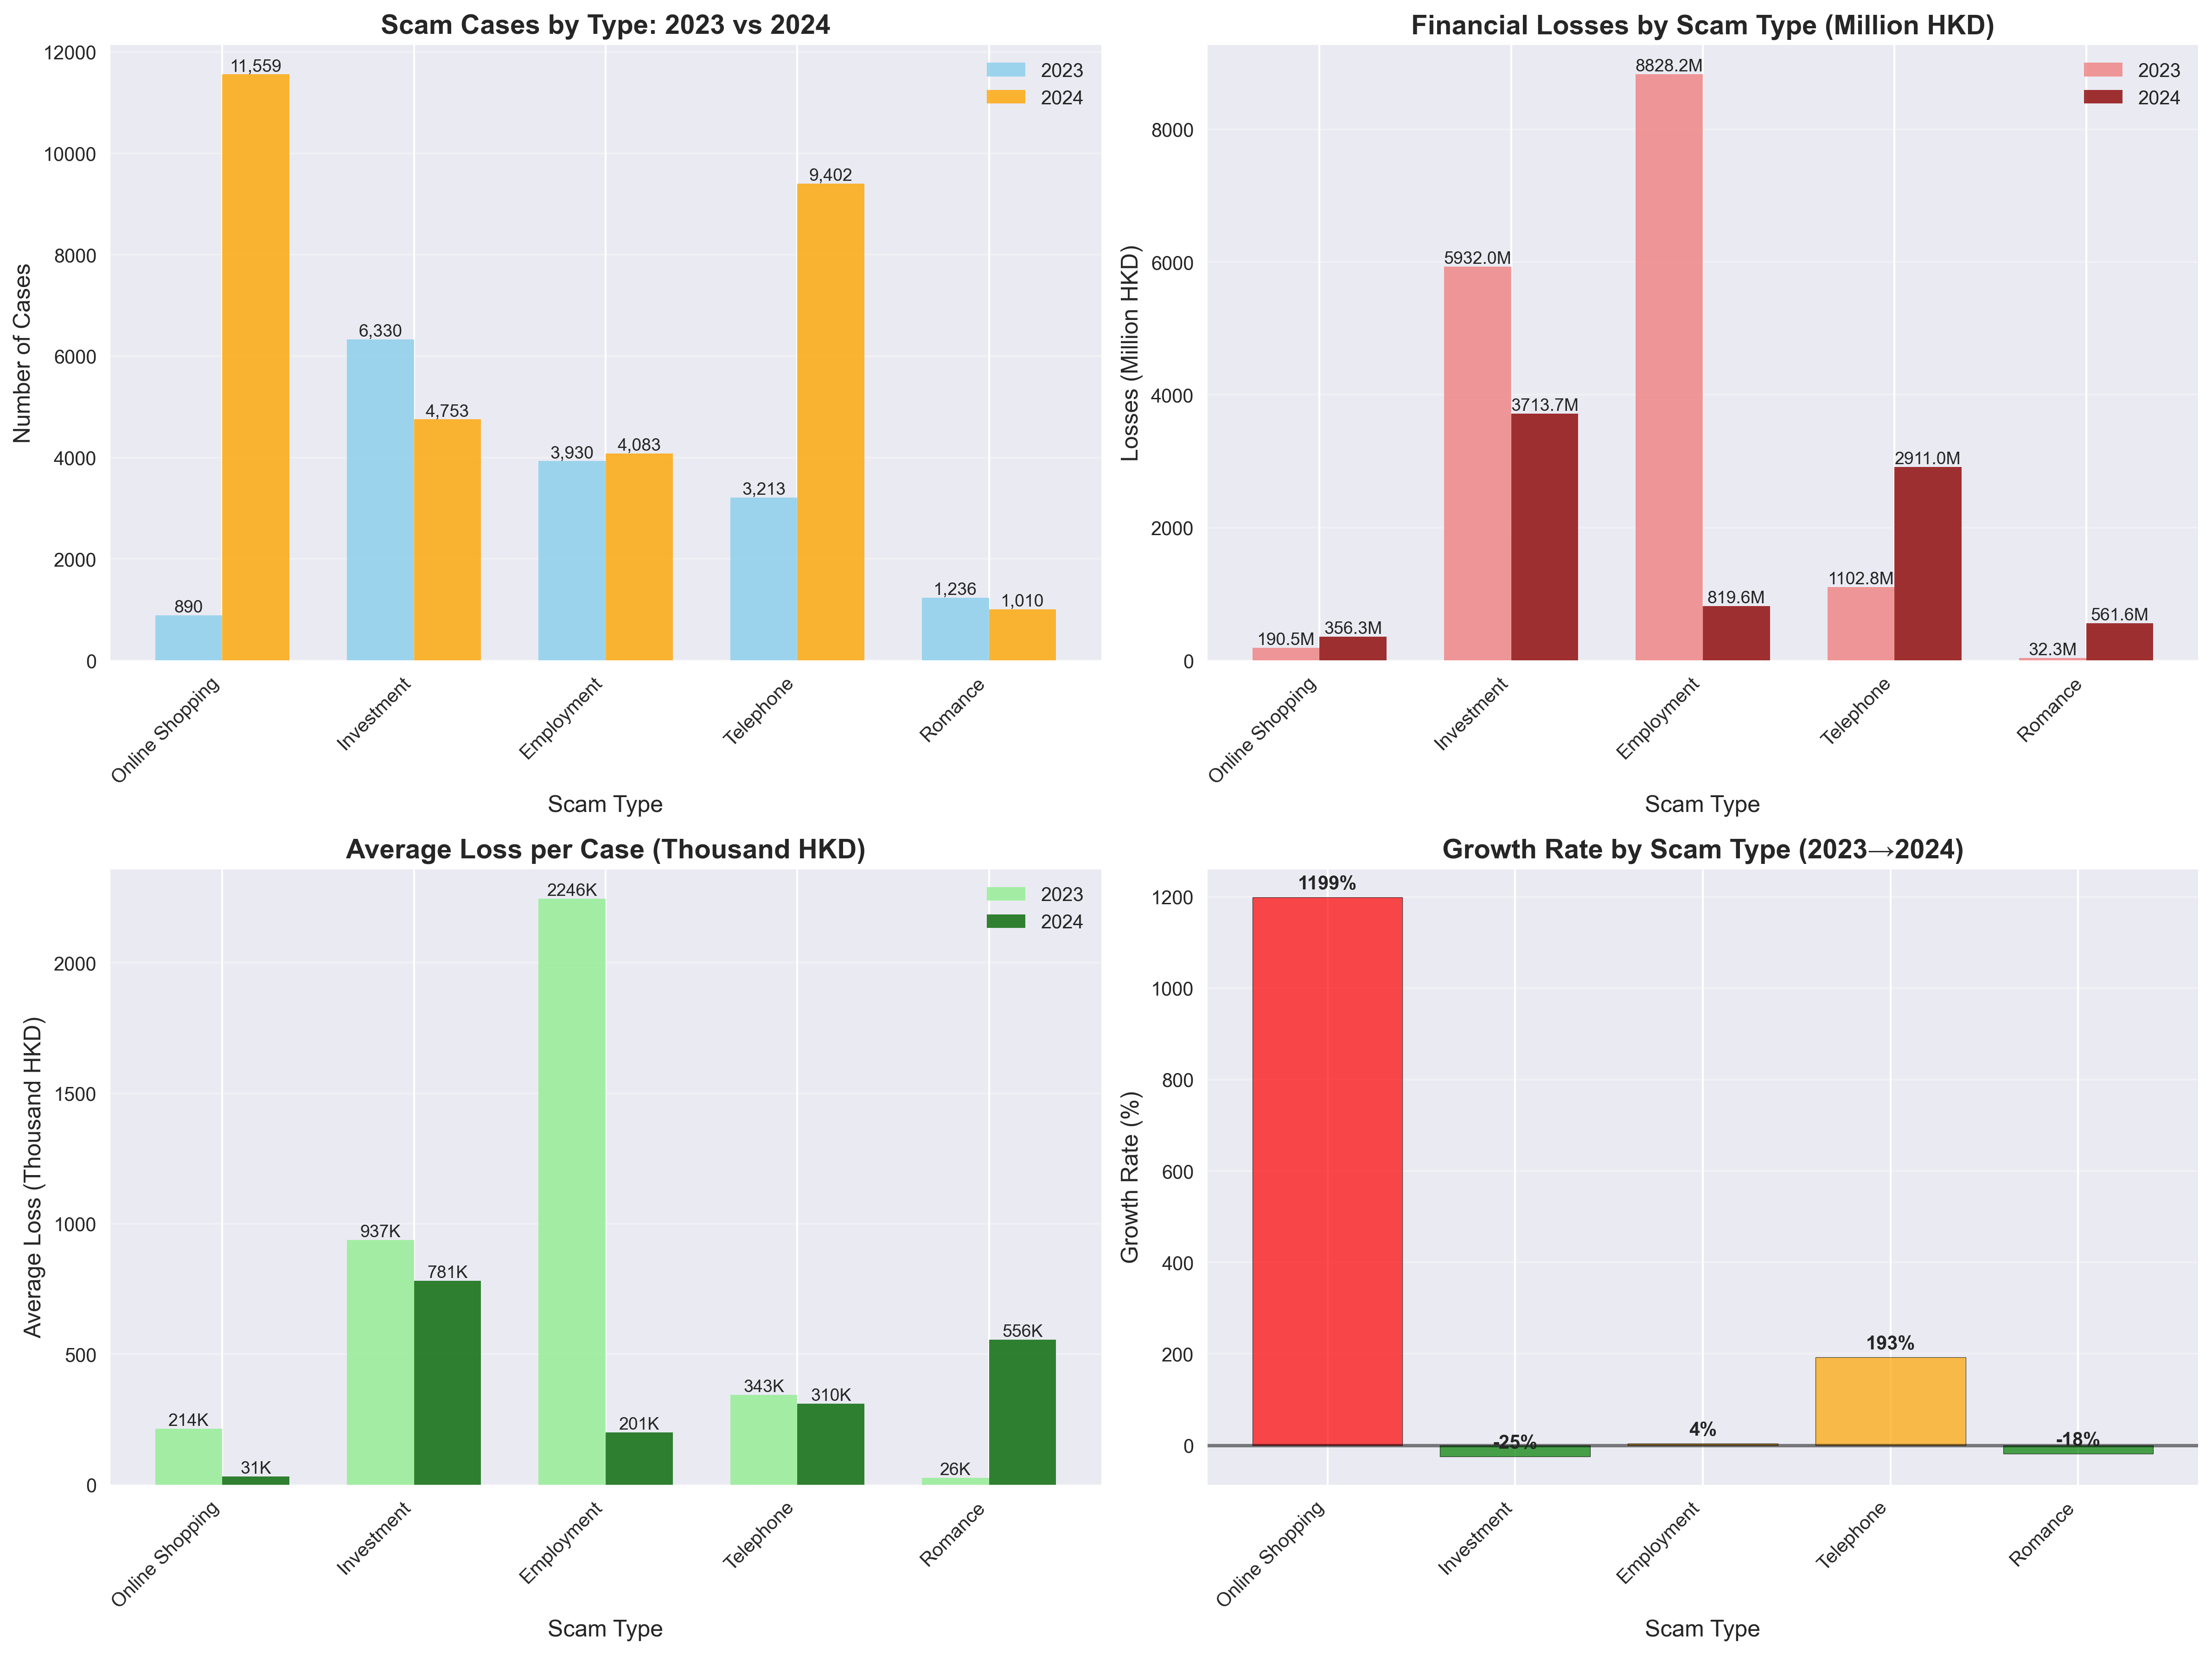 Scam Cases by Type: 2023 vs 2024
12000
10000
8000
6000
4000
2000
0
Number of Cases
2023
2024
890
11,559
6,330
4,753
3,930
4,083
3,213
9,402
1,236
1,010
Online Shopping
Investment
Employment
Telephone
Romance
Scam Type
Financial Losses by Scam Type (Million HKD)
8000
6000
4000
2000
0
Losses (Million HKD)
2023
2024
190.5M
356.3M
5932.0M
3713.7M
8828.2M
819.6M
1102.8M
2911.0M
32.3M
561.6M
Online Shopping
Investment
Employment
Telephone
Romance
Scam Type
Average Loss per Case (Thousand HKD)
2000
1500
1000
500
0
Average Loss (Thousand HKD)
2023
2024
214K
31K
937K
781K
2246K
201K
343K
310K
26K
556K
Online Shopping
Investment
Employment
Telephone
Romance
Scam Type
Growth Rate by Scam Type (2023→2024)
1200
1000
800
600
400
200
0
Growth Rate (%)
1199%
-25%
4%
193%
-18%
Online Shopping
Investment
Employment
Telephone
Romance
Scam Type